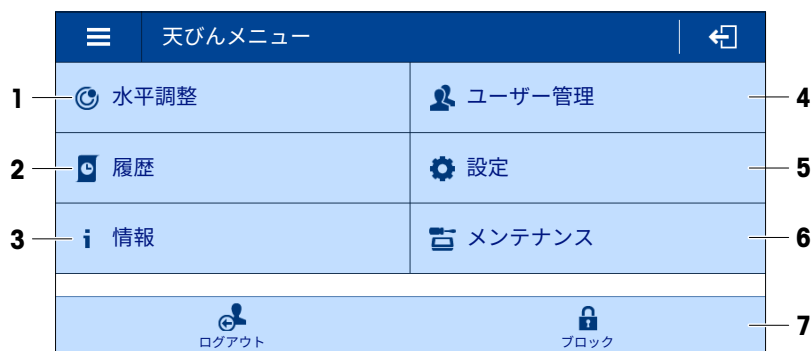 天びんメニュー
1 水平調整 ユーザー管理 4
2 履歴 設定 5
3 情報 メンテナンス 6
ログアウト ブロック 7